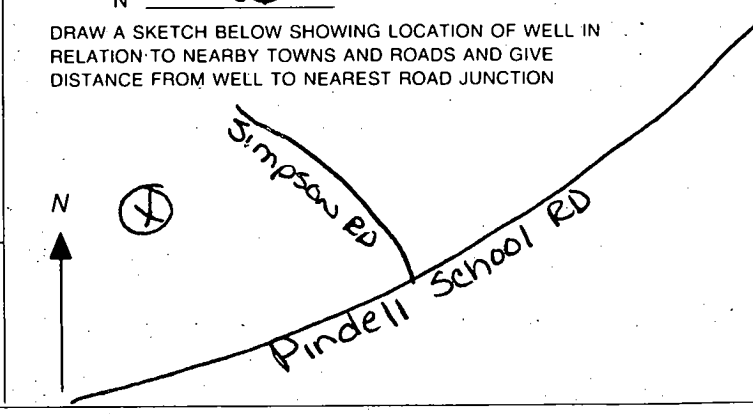 N
DRAW A SKETCH BELOW SHOWING LOCATION OF WELL IN
RELATION TO NEARBY TOWNS AND ROADS AND GIVE
DISTANCE FROM WELL TO NEAREST ROAD JUNCTION
Simpson RD
N
X
Pindell School RD